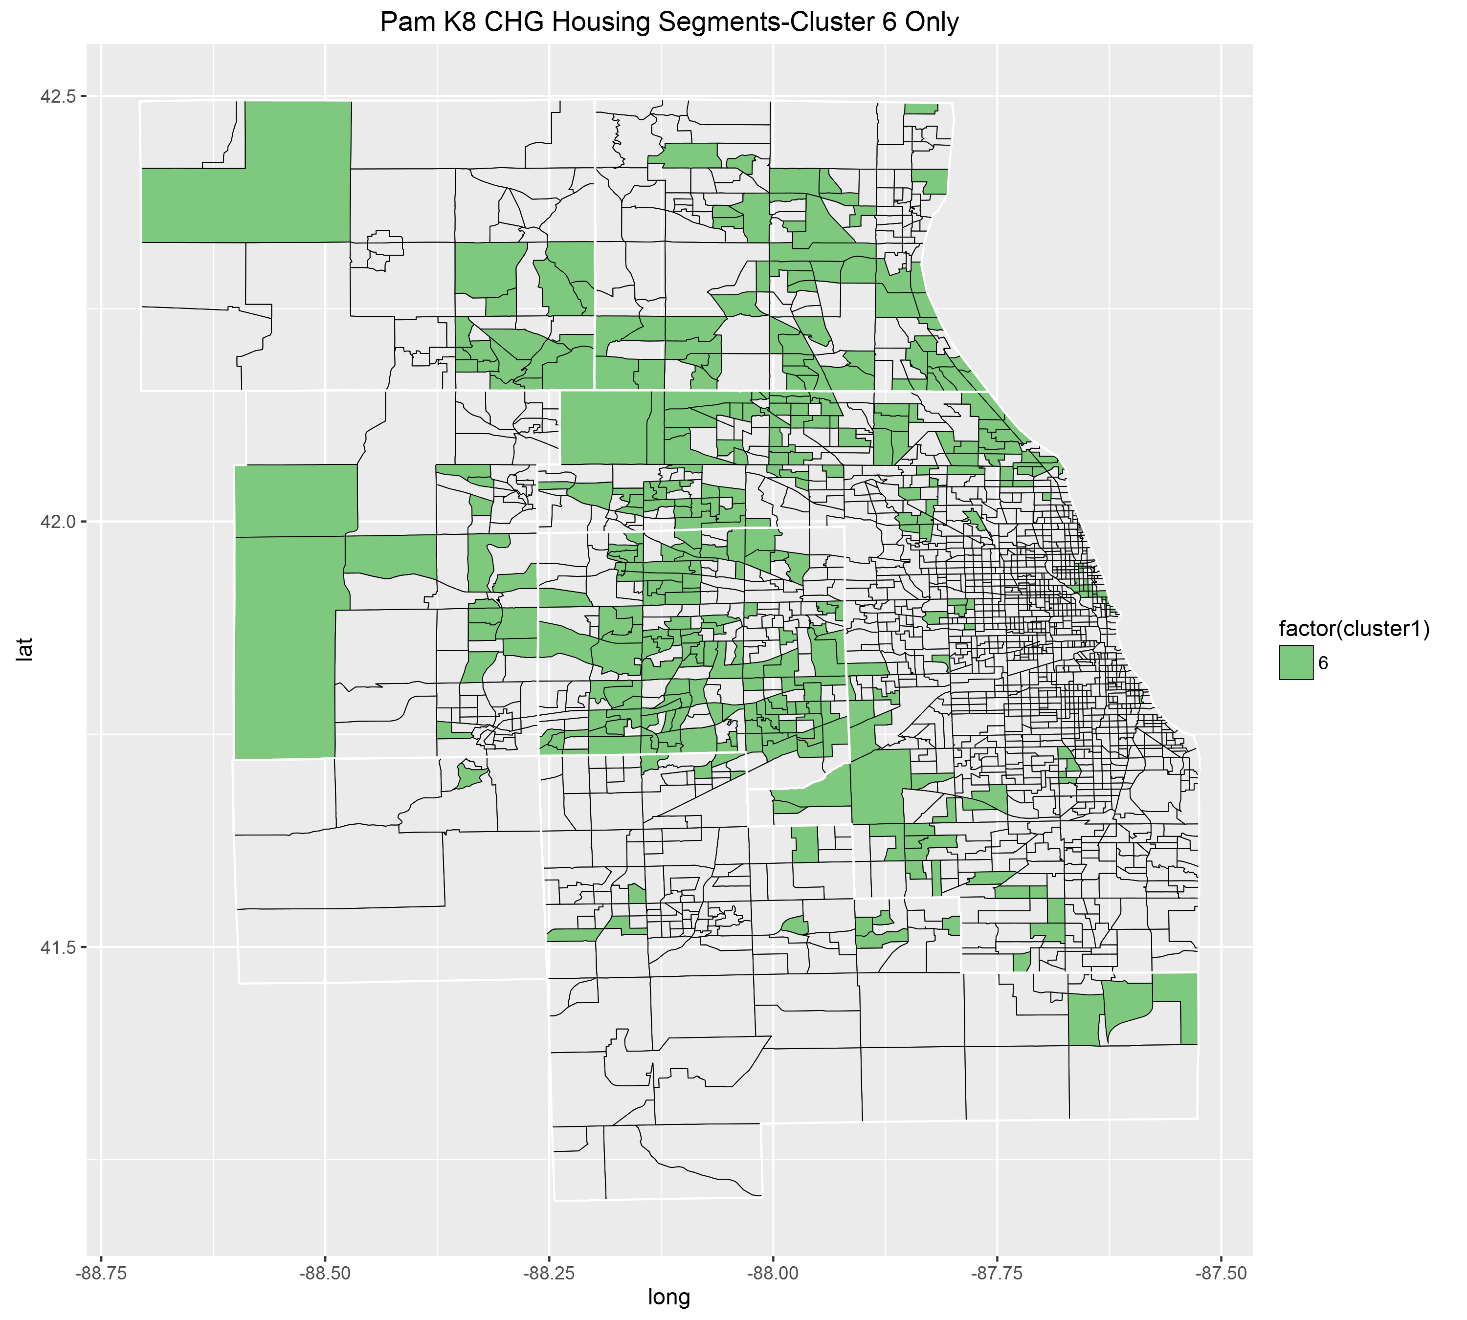 Pam K8 CHG Housing Segments-Cluster 6 Only
42.5
42.0
41.5
lat
-88.75
-88.50
-88.25
-88.00
-87.75
-87.50
long
factor(cluster1)
6